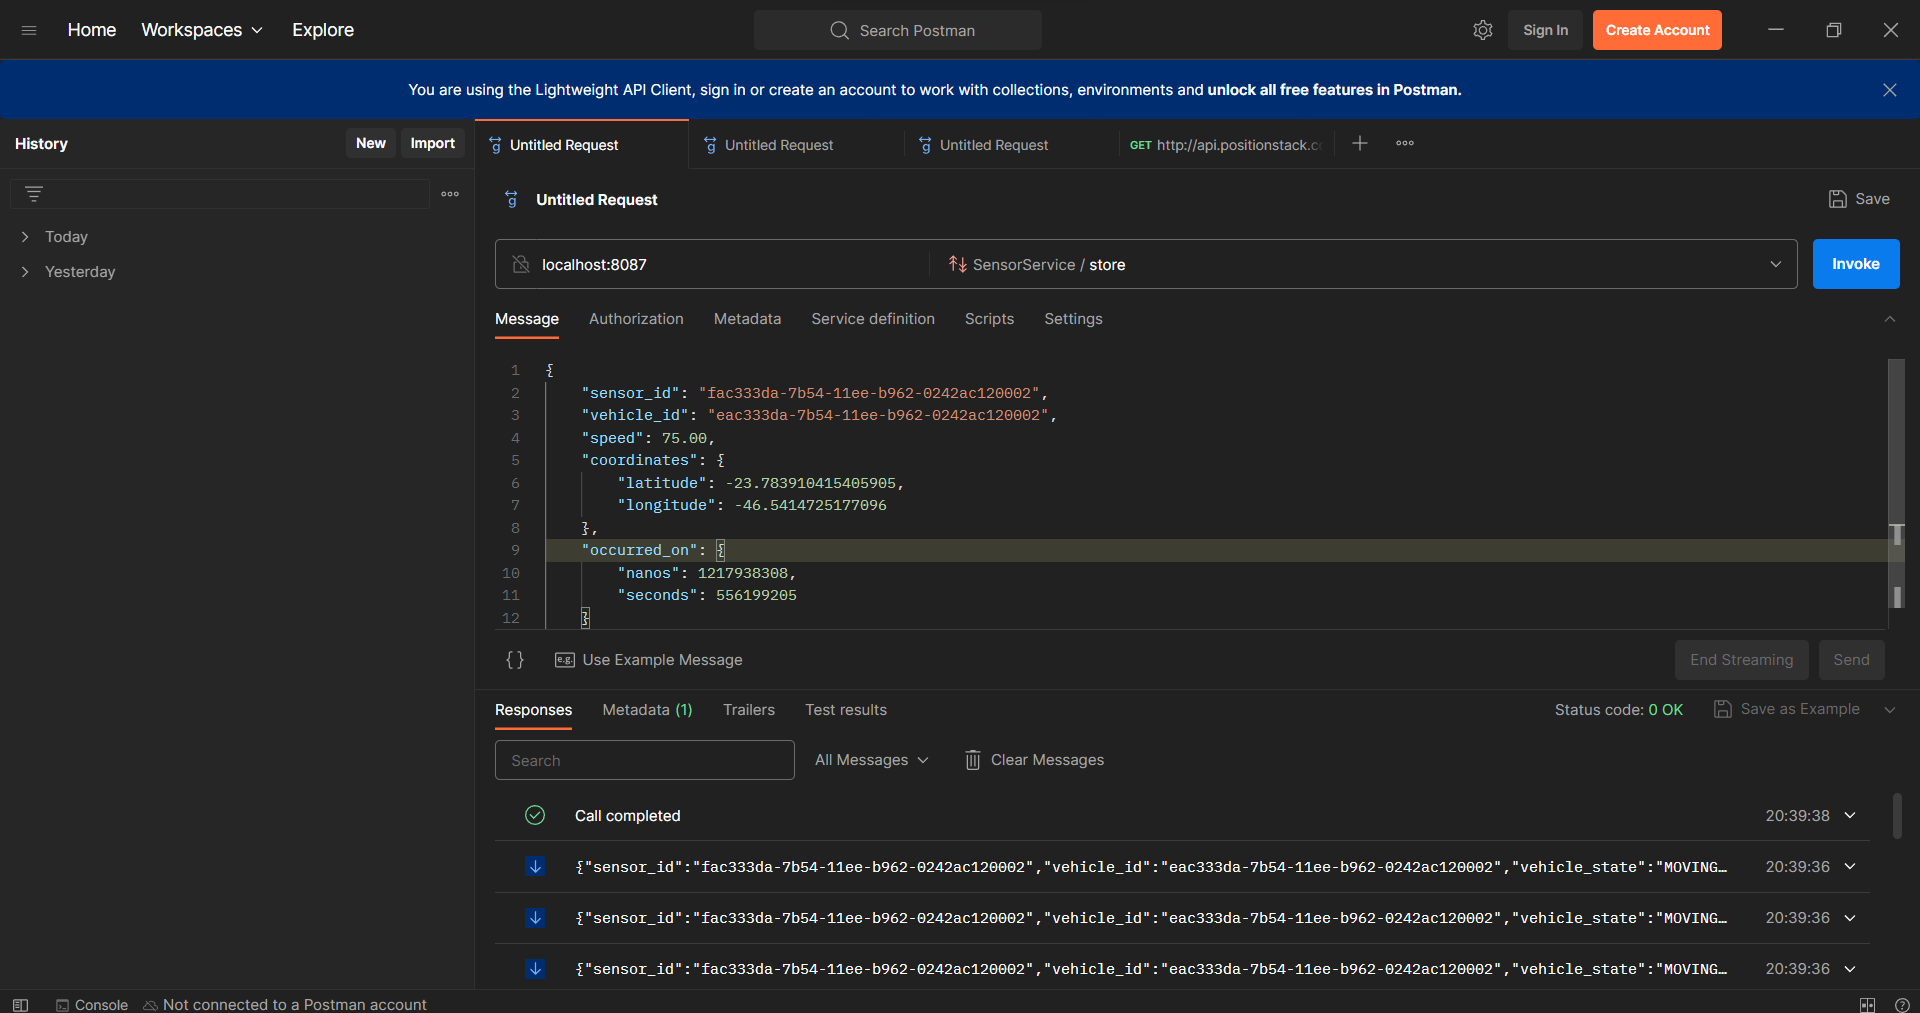 Home Workspaces Explore Search Postman Sign In Create Account
You are using the Lightweight API Client, sign in or create an account to work with collections, environments and unlock all free features in Postman.
History New Import Untitled Request Untitled Request Untitled Request GET http://api.positionstack.cc
Today
Yesterday
Untitled Request Save
localhost:8087 SensorService / store Invoke
Message Authorization Metadata Service definition Scripts Settings
1 {
2 "sensor_id": "fac333da-7b54-11ee-b962-0242ac120002",
3 "vehicle_id": "eac333da-7b54-11ee-b962-0242ac120002",
4 "speed": 75.00,
5 "coordinates": {
6 "latitude": -23.783910415405905,
7 "longitude": -46.5414725177096
8 },
9 "occurred_on": {
10 "nanos": 1217938308,
11 "seconds": 556199205
12 }
{} e.g. Use Example Message End Streaming Send
Responses Metadata (1) Trailers Test results Status code: 0 OK Save as Example
Search All Messages Clear Messages
Call completed 20:39:38
{"sensor_id":"fac333da-7b54-11ee-b962-0242ac120002","vehicle_id":"eac333da-7b54-11ee-b962-0242ac120002","vehicle_state":"MOVING… 20:39:36
{"sensor_id":"fac333da-7b54-11ee-b962-0242ac120002","vehicle_id":"eac333da-7b54-11ee-b962-0242ac120002","vehicle_state":"MOVING… 20:39:36
{"sensor_id":"fac333da-7b54-11ee-b962-0242ac120002","vehicle_id":"eac333da-7b54-11ee-b962-0242ac120002","vehicle_state":"MOVING… 20:39:36
Console Not connected to a Postman account